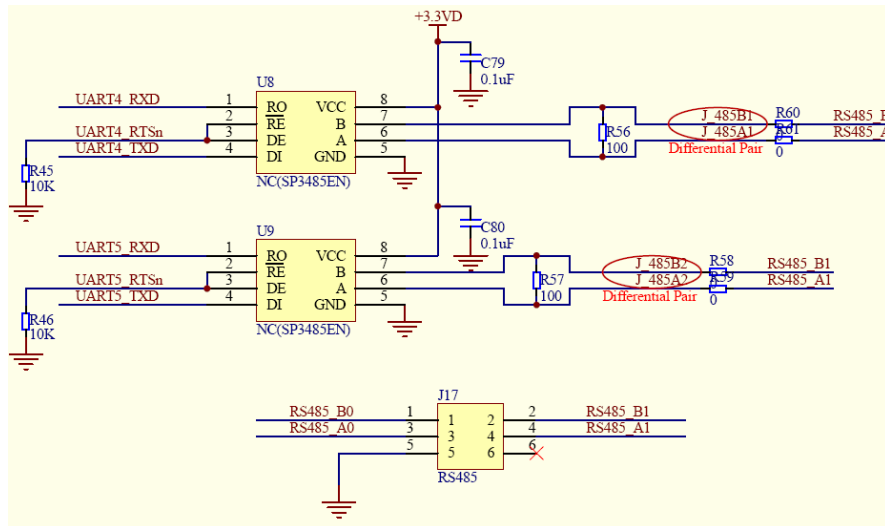 +3.3VD
C79
0.1uF
U8
UART4_RXD 1 RO VCC 8
2 RE B 7
UART4_RTSn 3 DE A 6
UART4_TXD 4 DI GND 5
NC(SP3485EN)
R45
10K
R56
100
J_485B1 R60
J_485A1 R61
Differential Pair 0
U9
C80
0.1uF
UART5_RXD 1 RO VCC 8
2 RE B 7
UART5_RTSn 3 DE A 6
UART5_TXD 4 DI GND 5
NC(SP3485EN)
R46
10K
R57
100
J_485B2 R58 RS485_B1
J_485A2 R59 RS485_A1
Differential Pair 0
J17
RS485_B0 1 1 2 2 RS485_B1
RS485_A0 3 3 4 4 RS485_A1
5 5 6 6
RS485